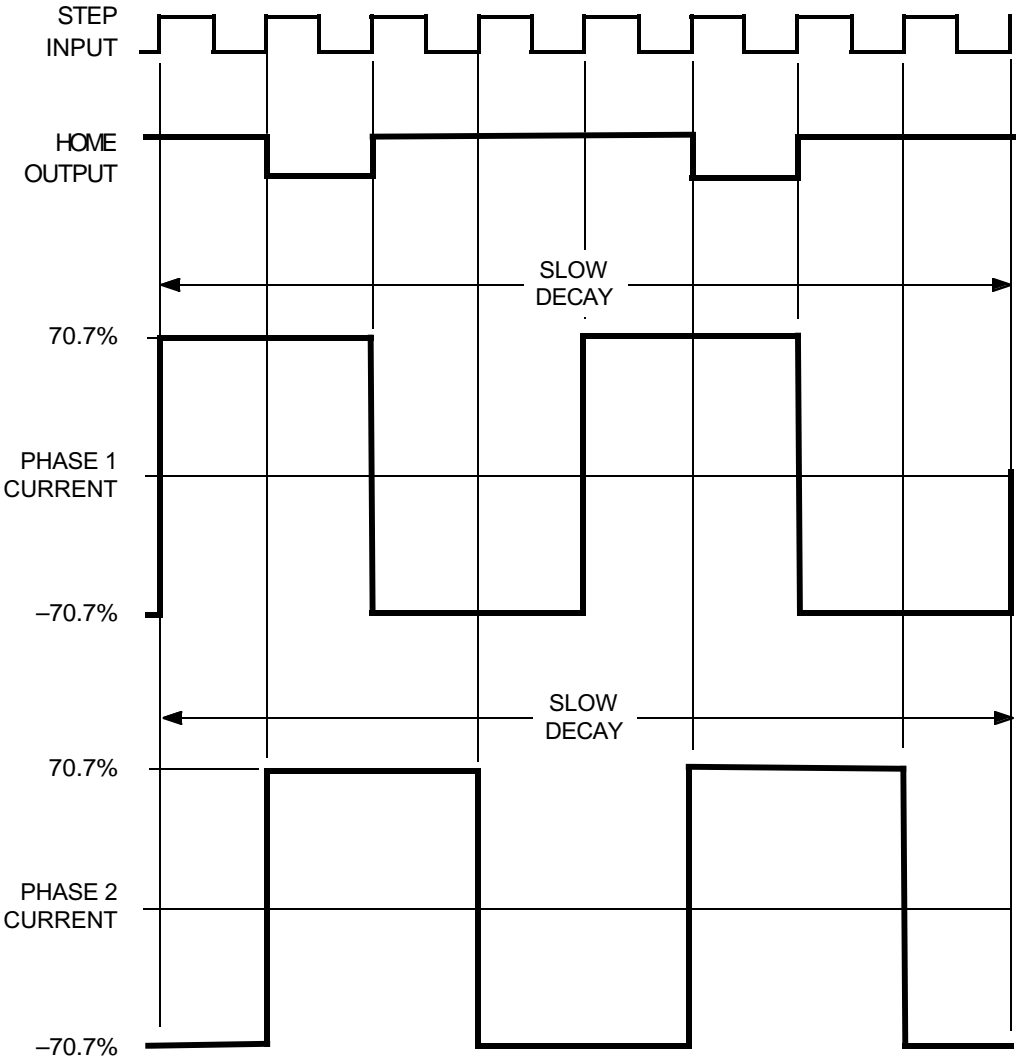 STEP
INPUT
HOME
OUTPUT
SLOW
DECAY
70.7%
PHASE 1
CURRENT
–70.7%
SLOW
DECAY
70.7%
PHASE 2
CURRENT
–70.7%